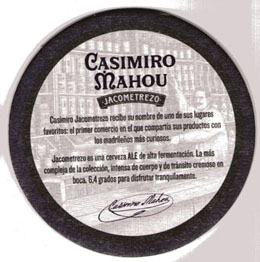 CASIMIRO
MAHOU
JACOMETREZO
Casimiro Jacometrezo recibe su nombre de uno de sus lugares
favoritos: el primer comercio en el que compartía sus productos con
los madrileños más curiosos.
Jacometrezo es una cerveza ALE de alta fermentación. La más
compleja de la colección, intensa de cuerpo y de tránsito cremoso en
boca. 6,4 grados para disfrutar tranquilamente.
Casimiro Mahou